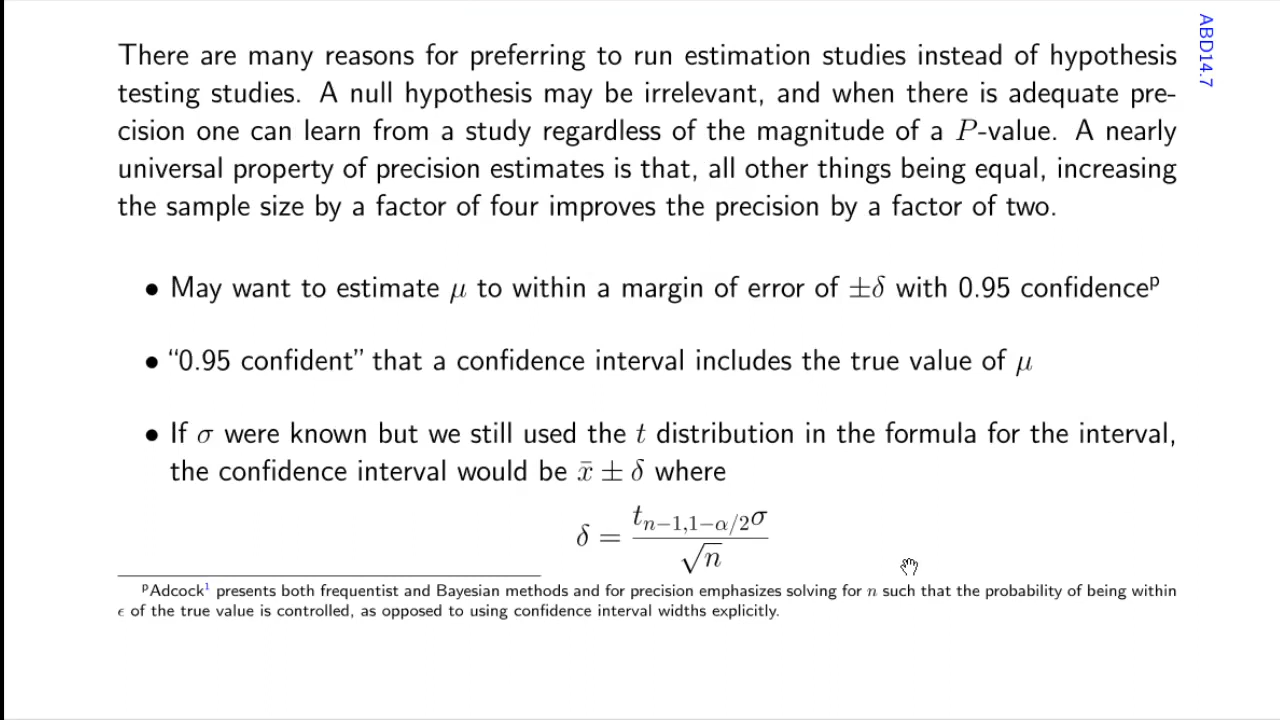 There are many reasons for preferring to run estimation studies instead of hypothesis
testing studies. A null hypothesis may be irrelevant, and when there is adequate pre-
cision one can learn from a study regardless of the magnitude of a P-value. A nearly
universal property of precision estimates is that, all other things being equal, increasing
the sample size by a factor of four improves the precision by a factor of two.
• May want to estimate μ to within a margin of error of ±δ with 0.95 confidenceᵖ
• “0.95 confident” that a confidence interval includes the true value of μ
• If σ were known but we still used the t distribution in the formula for the interval,
the confidence interval would be x̄ ± δ where
δ = t_{n−1,1−α/2}σ / √n
ᵖAdcock¹ presents both frequentist and Bayesian methods and for precision emphasizes solving for n such that the probability of being within
ϵ of the true value is controlled, as opposed to using confidence interval widths explicitly.
ABD14.7